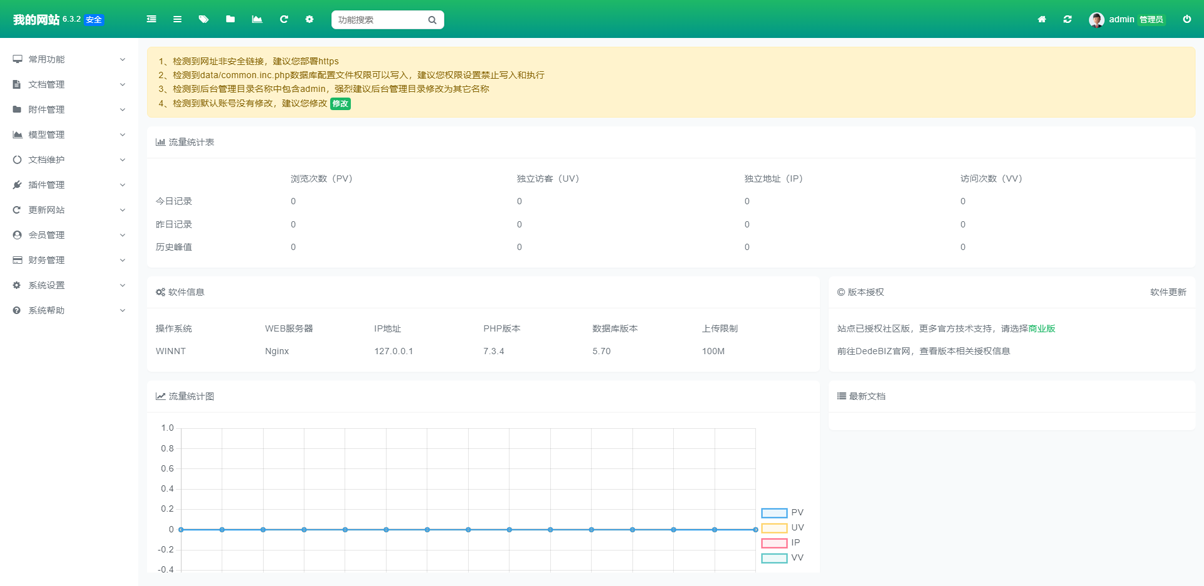 我的网站 6.3.2 安全
功能搜索
admin 管理员
常用功能
文档管理
附件管理
模型管理
文档维护
插件管理
更新网站
会员管理
财务管理
系统设置
系统帮助
1、检测到网址非安全链接，建议您部署https
2、检测到data/common.inc.php数据库配置文件权限可以写入，建议您权限设置禁止写入和执行
3、检测到后台管理目录名称中包含admin，强烈建议后台管理目录修改为其它名称
4、检测到默认账号没有修改，建议您修改 修改
流量统计表
浏览次数（PV） 独立访客（UV） 独立地址（IP） 访问次数（VV）
今日记录 0 0 0 0
昨日记录 0 0 0 0
历史峰值 0 0 0 0
软件信息
操作系统 WEB服务器 IP地址 PHP版本 数据库版本 上传限制
WINNT Nginx 127.0.0.1 7.3.4 5.70 100M
版本授权 软件更新
站点已授权社区版，更多官方技术支持，请选择商业版
前往DedeBIZ官网，查看版本相关授权信息
流量统计图
1.0
0.8
0.6
0.4
0.2
0
-0.2
-0.4
PV
UV
IP
VV
最新文档